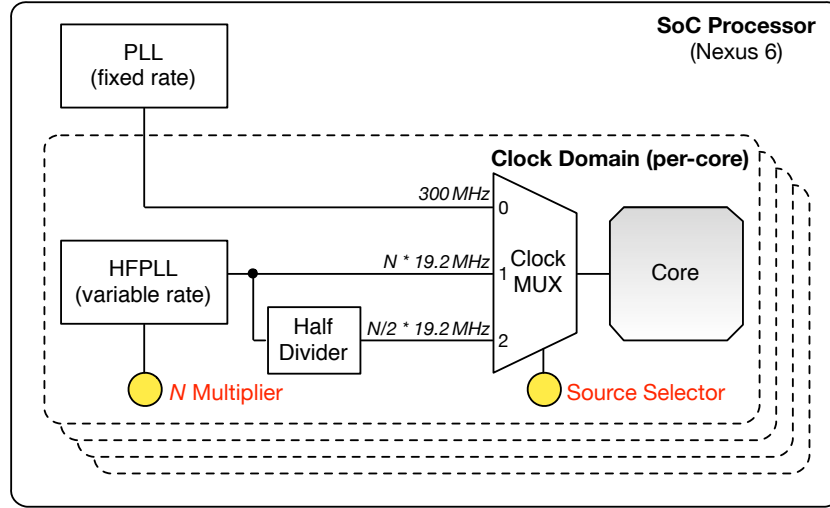 SoC Processor
(Nexus 6)
PLL
(fixed rate)
Clock Domain (per-core)
300 MHz
0
HFPLL
(variable rate)
N * 19.2 MHz
1
Clock
MUX
Core
Half
Divider
N/2 * 19.2 MHz
2
N Multiplier
Source Selector